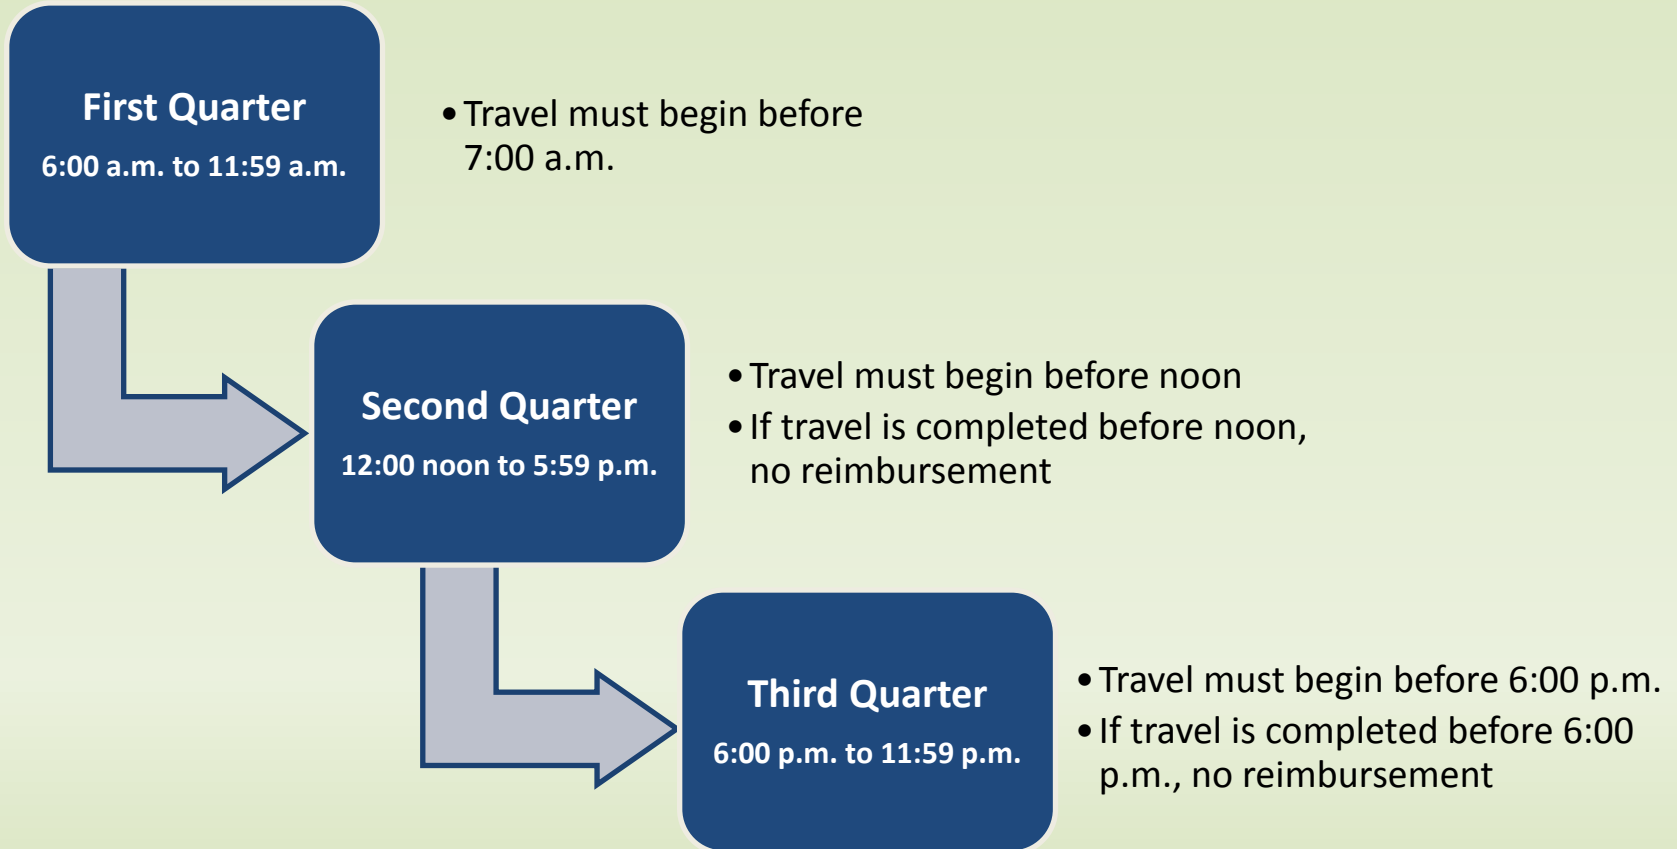 First Quarter
6:00 a.m. to 11:59 a.m.
• Travel must begin before
7:00 a.m.
Second Quarter
12:00 noon to 5:59 p.m.
• Travel must begin before noon
• If travel is completed before noon,
no reimbursement
Third Quarter
6:00 p.m. to 11:59 p.m.
• Travel must begin before 6:00 p.m.
• If travel is completed before 6:00
p.m., no reimbursement